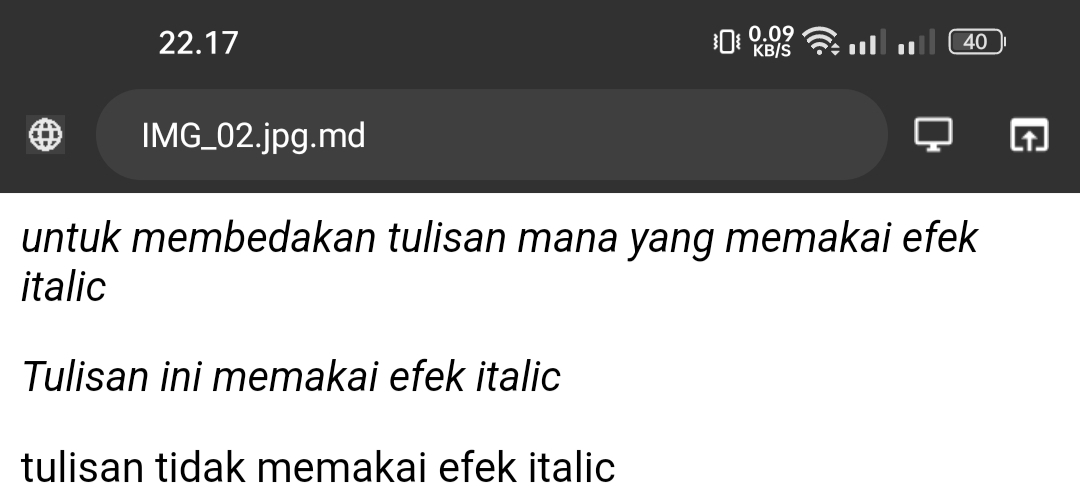 22.17
0.09
KB/S
40
IMG_02.jpg.md
untuk membedakan tulisan mana yang memakai efek
italic
Tulisan ini memakai efek italic
tulisan tidak memakai efek italic